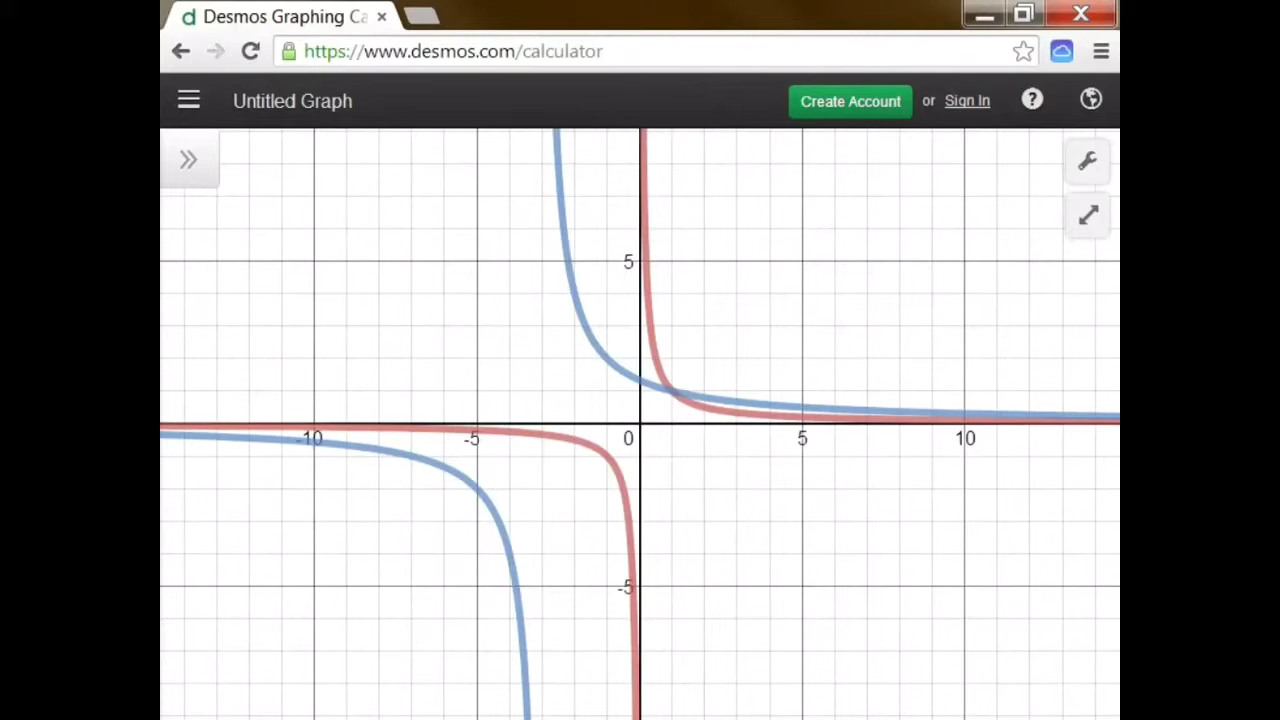 Desmos Graphing Ca
https://www.desmos.com/calculator
Untitled Graph
Create Account or Sign In
5
-10 -5 0 5 10
-5